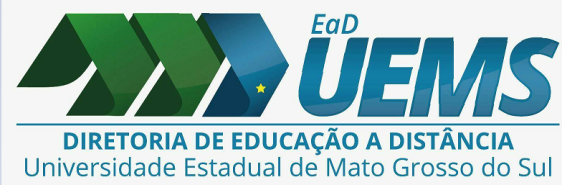 EaD
UEMS
DIRETORIA DE EDUCAÇÃO A DISTÂNCIA
Universidade Estadual de Mato Grosso do Sul